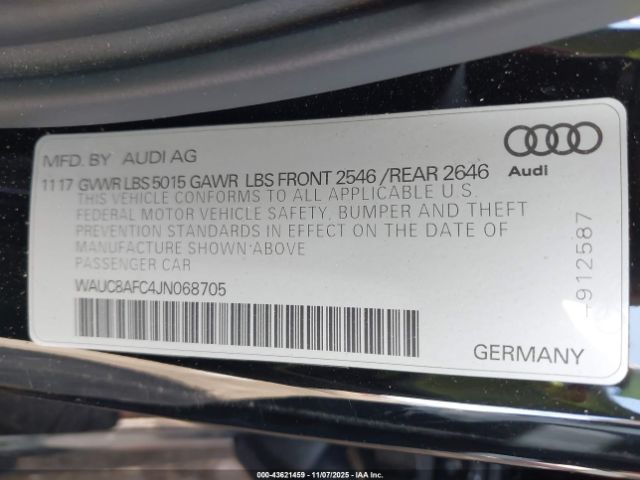 MFD. BY AUDI AG
11 17 GVWR LBS 5015 GAWR LBS FRONT 2546 /REAR 2646
Audi
THIS VEHICLE CONFORMS TO ALL APPLICABLE U.S.
FEDERAL MOTOR VEHICLE SAFETY, BUMPER AND THEFT
PREVENTION STANDARDS IN EFFECT ON THE DATE OF
MANUFACTURE SHOWN ABOVE
PASSENGER CAR
WAUC8AFC4JN068705
912587
GERMANY
000-43621459 - 11/07/2025 - IAA Inc.